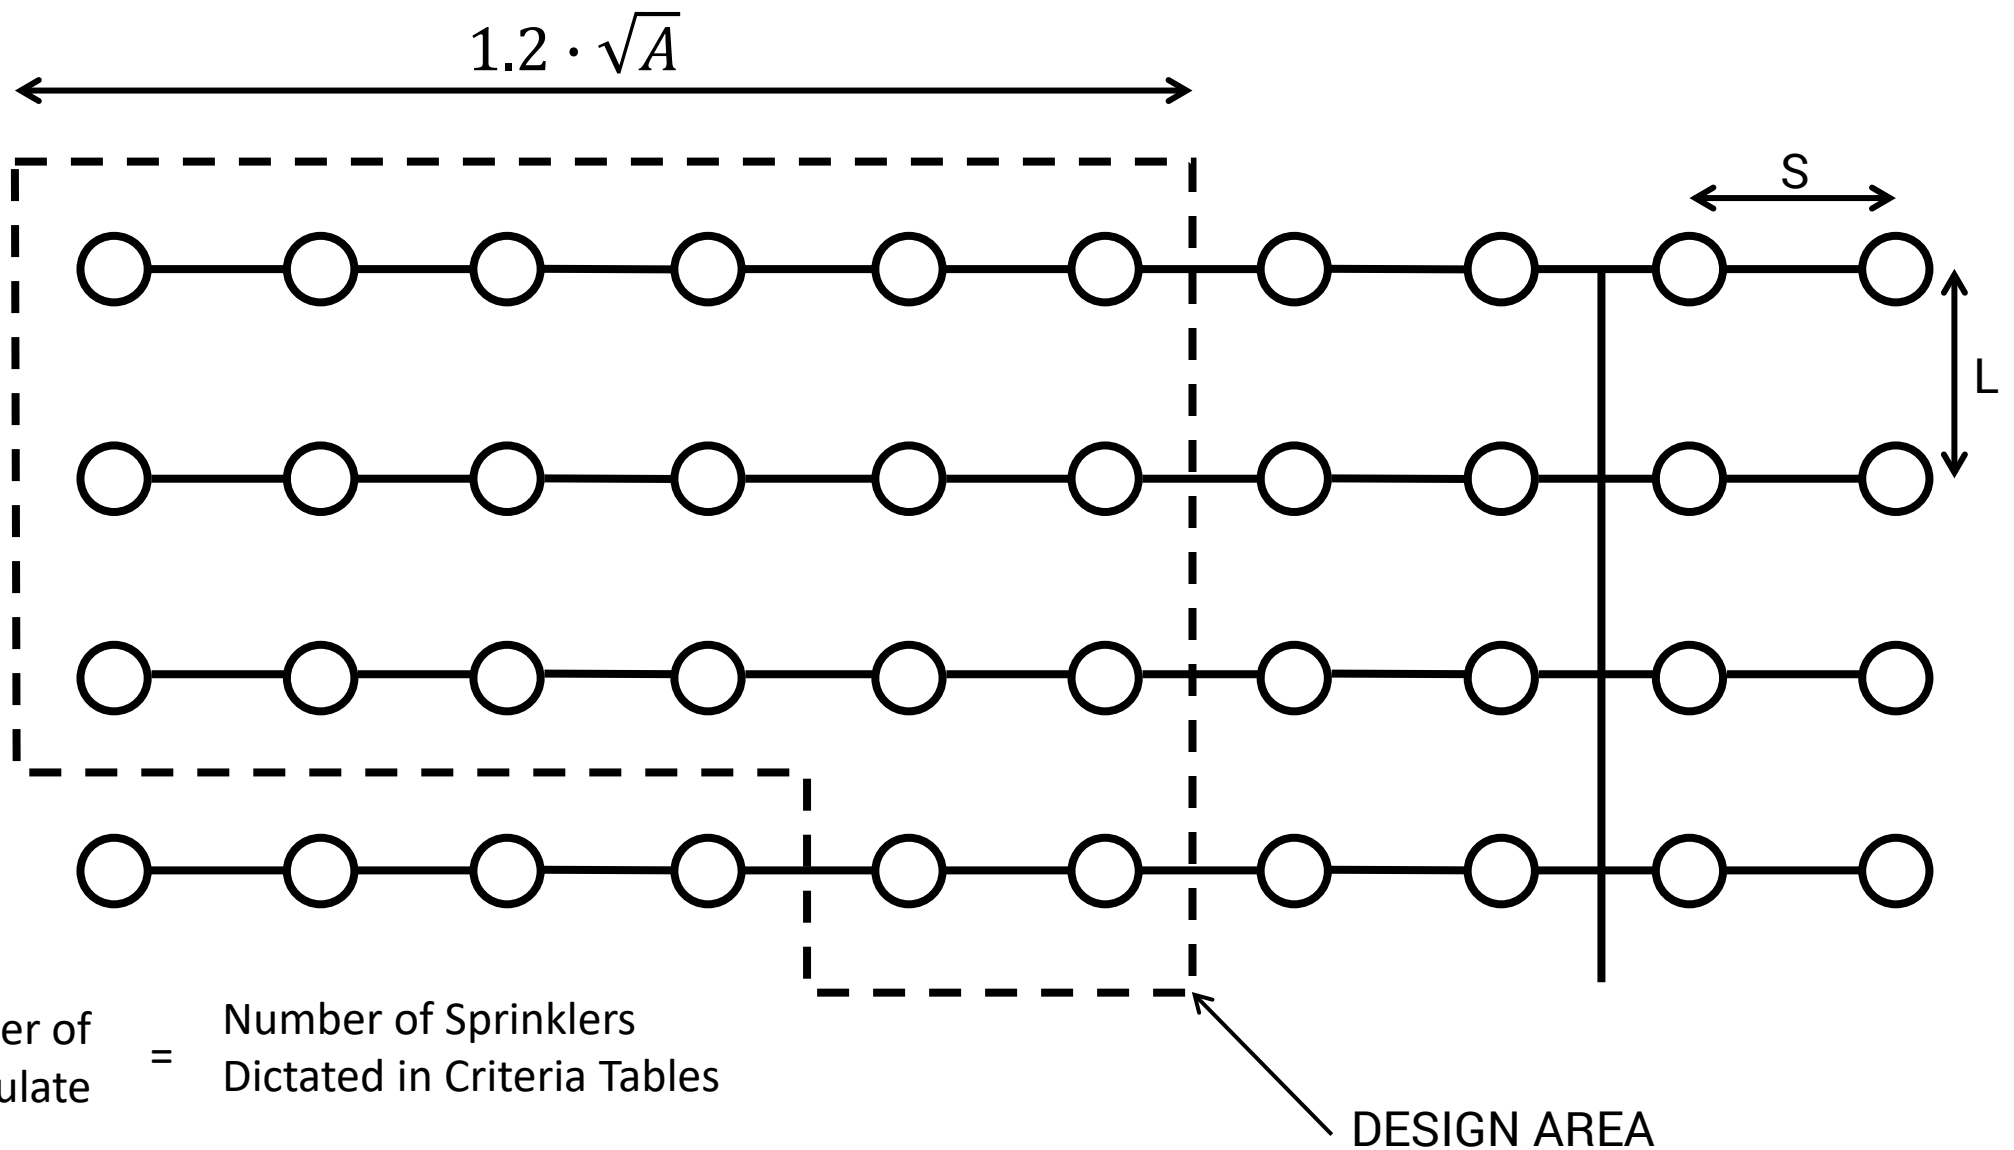 1.2 · √A
S
L
er of
ulate
=
Number of Sprinklers
Dictated in Criteria Tables
DESIGN AREA